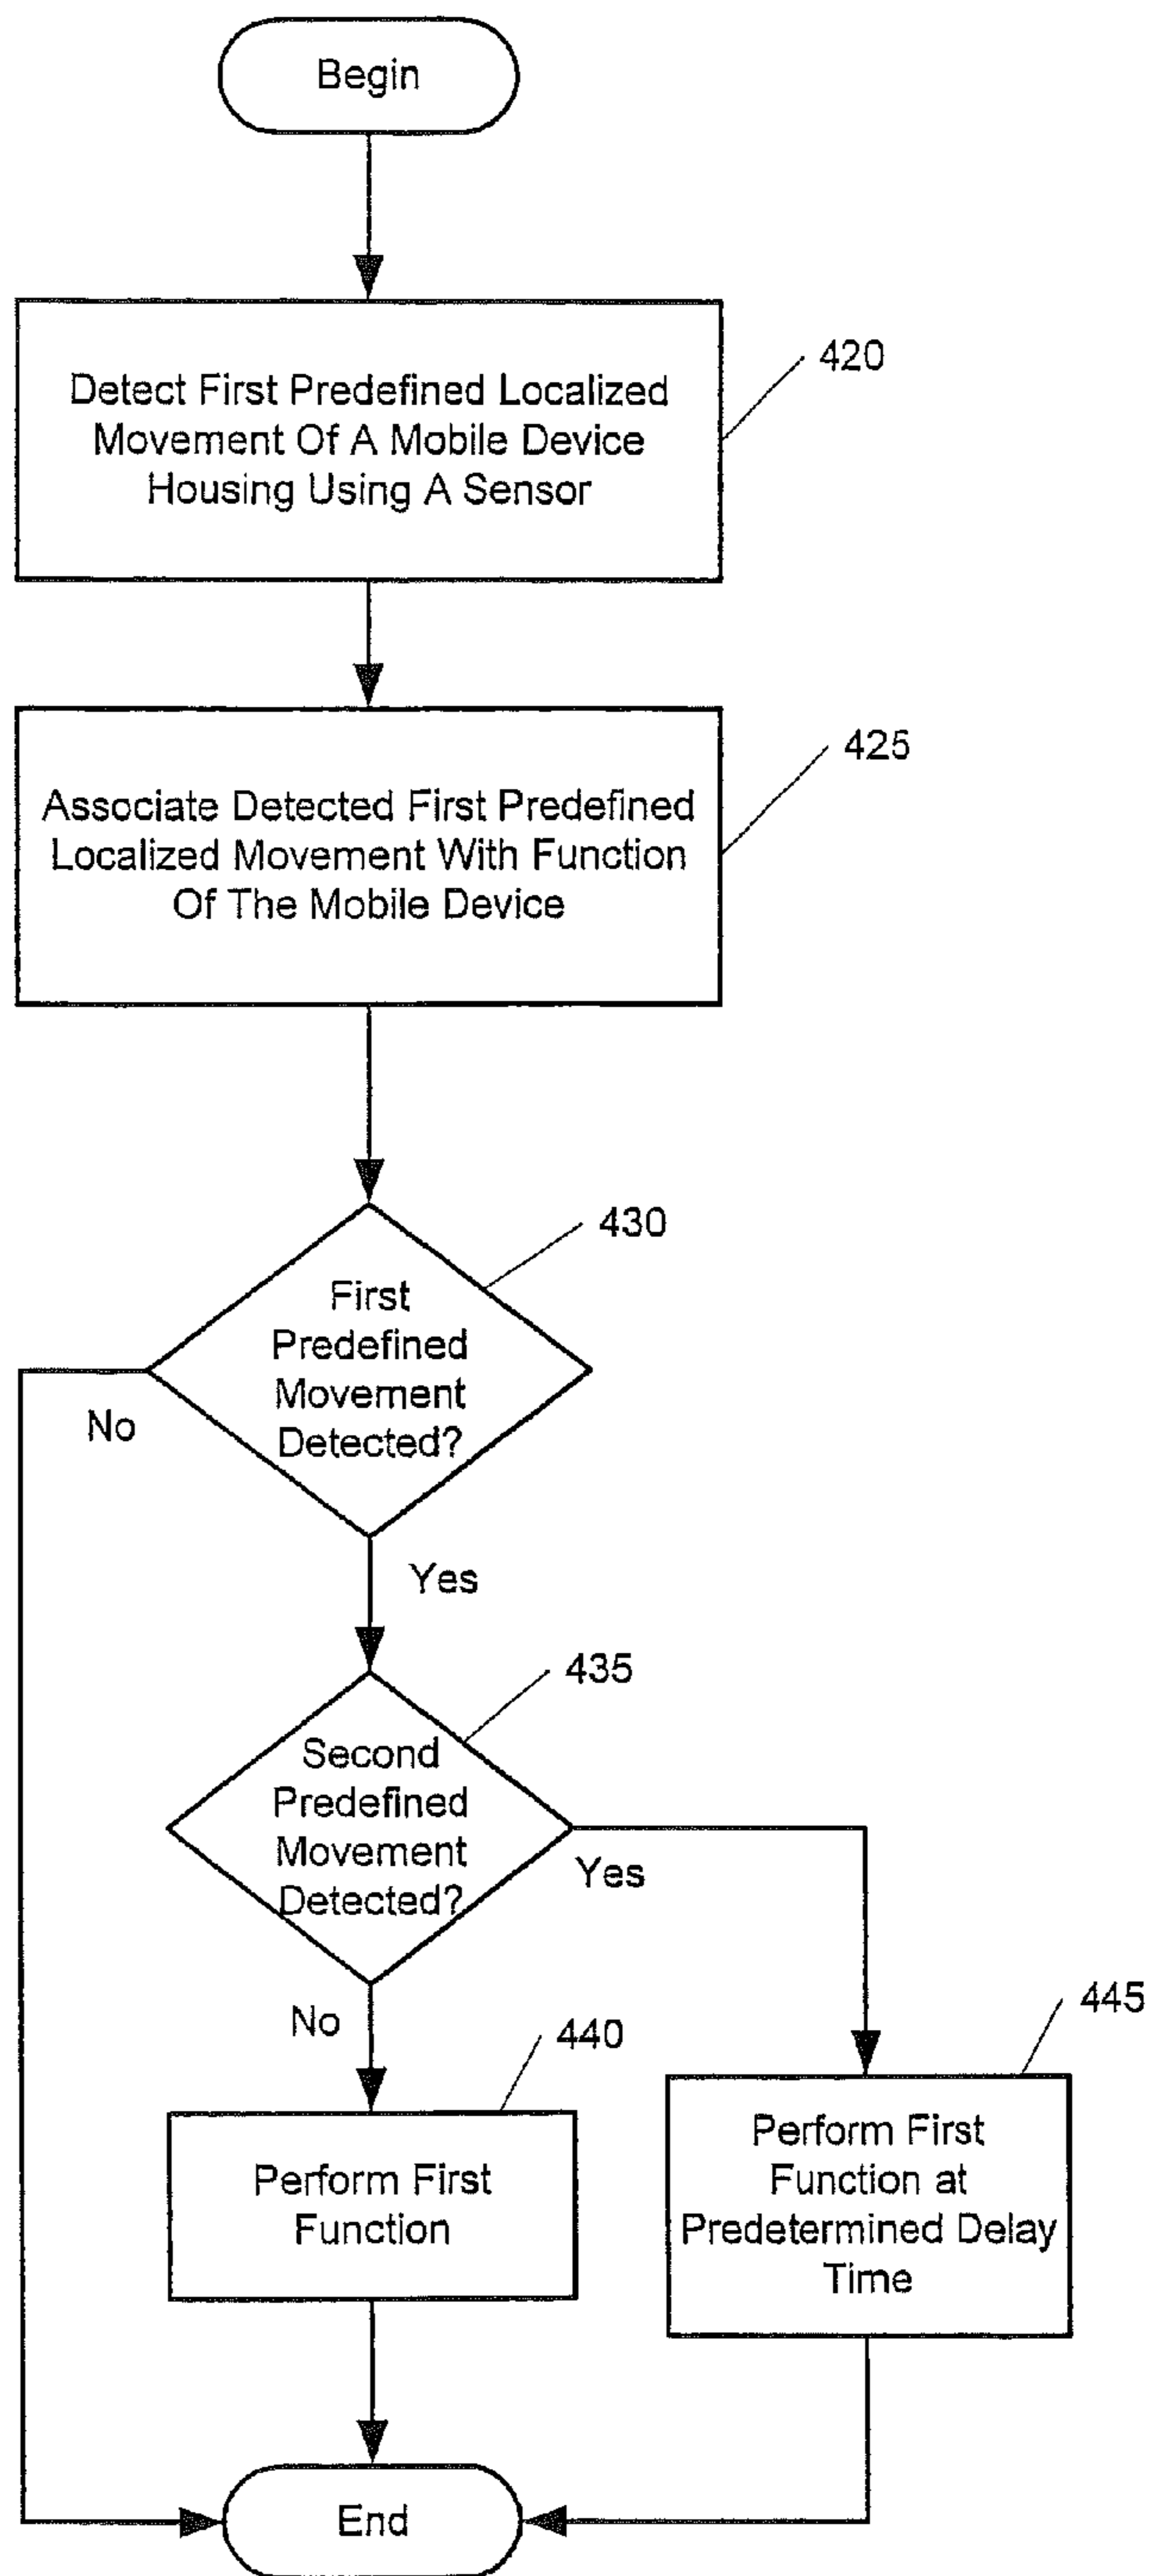 Begin
420
Detect First Predefined Localized
Movement Of A Mobile Device
Housing Using A Sensor
425
Associate Detected First Predefined
Localized Movement With Function
Of The Mobile Device
430
First
Predefined
Movement
Detected?
No
Yes
435
Second
Predefined
Movement
Detected?
Yes
No
440
445
Perform First
Function
Perform First
Function at
Predetermined Delay
Time
End